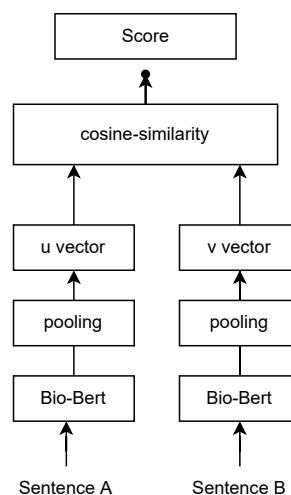 Score
cosine-similarity
u vector
v vector
pooling
pooling
Bio-Bert
Bio-Bert
Sentence A
Sentence B